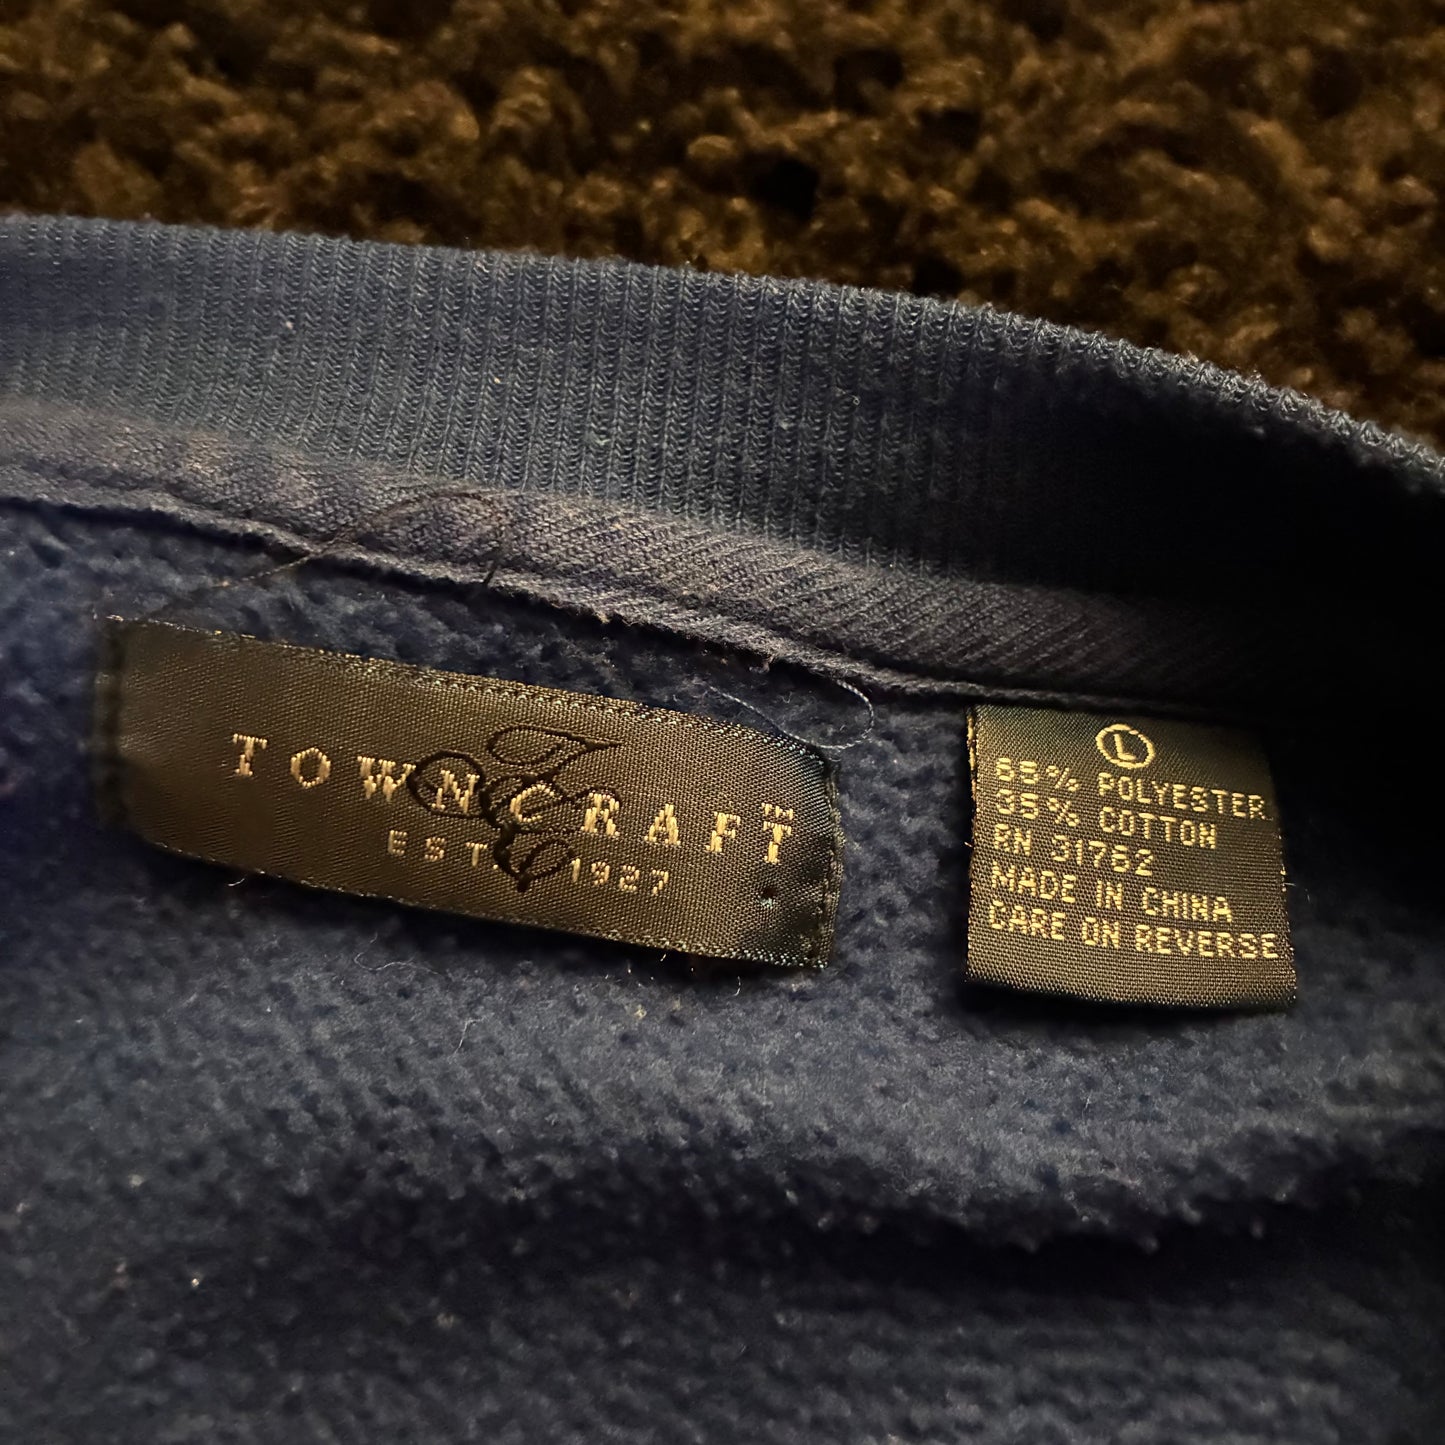 TOWNCRAFT
EST. 1927
L
65% POLYESTER
35% COTTON
RN 31762
MADE IN CHINA
CARE ON REVERSE